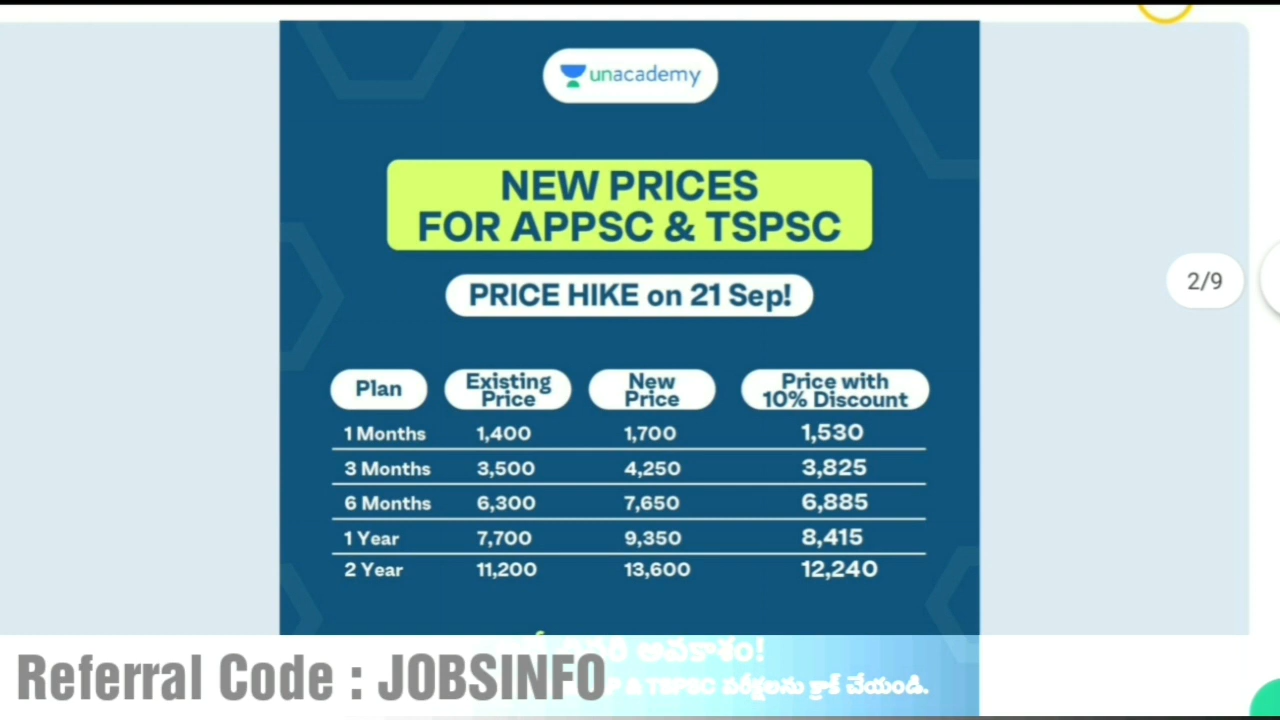 unacademy
NEW PRICES
FOR APPSC & TSPSC
PRICE HIKE on 21 Sep!
2/9
Plan Existing Price New Price Price with 10% Discount
1 Months 1,400 1,700 1,530
3 Months 3,500 4,250 3,825
6 Months 6,300 7,650 6,885
1 Year 7,700 9,350 8,415
2 Year 11,200 13,600 12,240
అవకాశం!
Referral Code : JOBSINFO
& TSPSC పరీక్షలను క్రాక్ చేయండి.